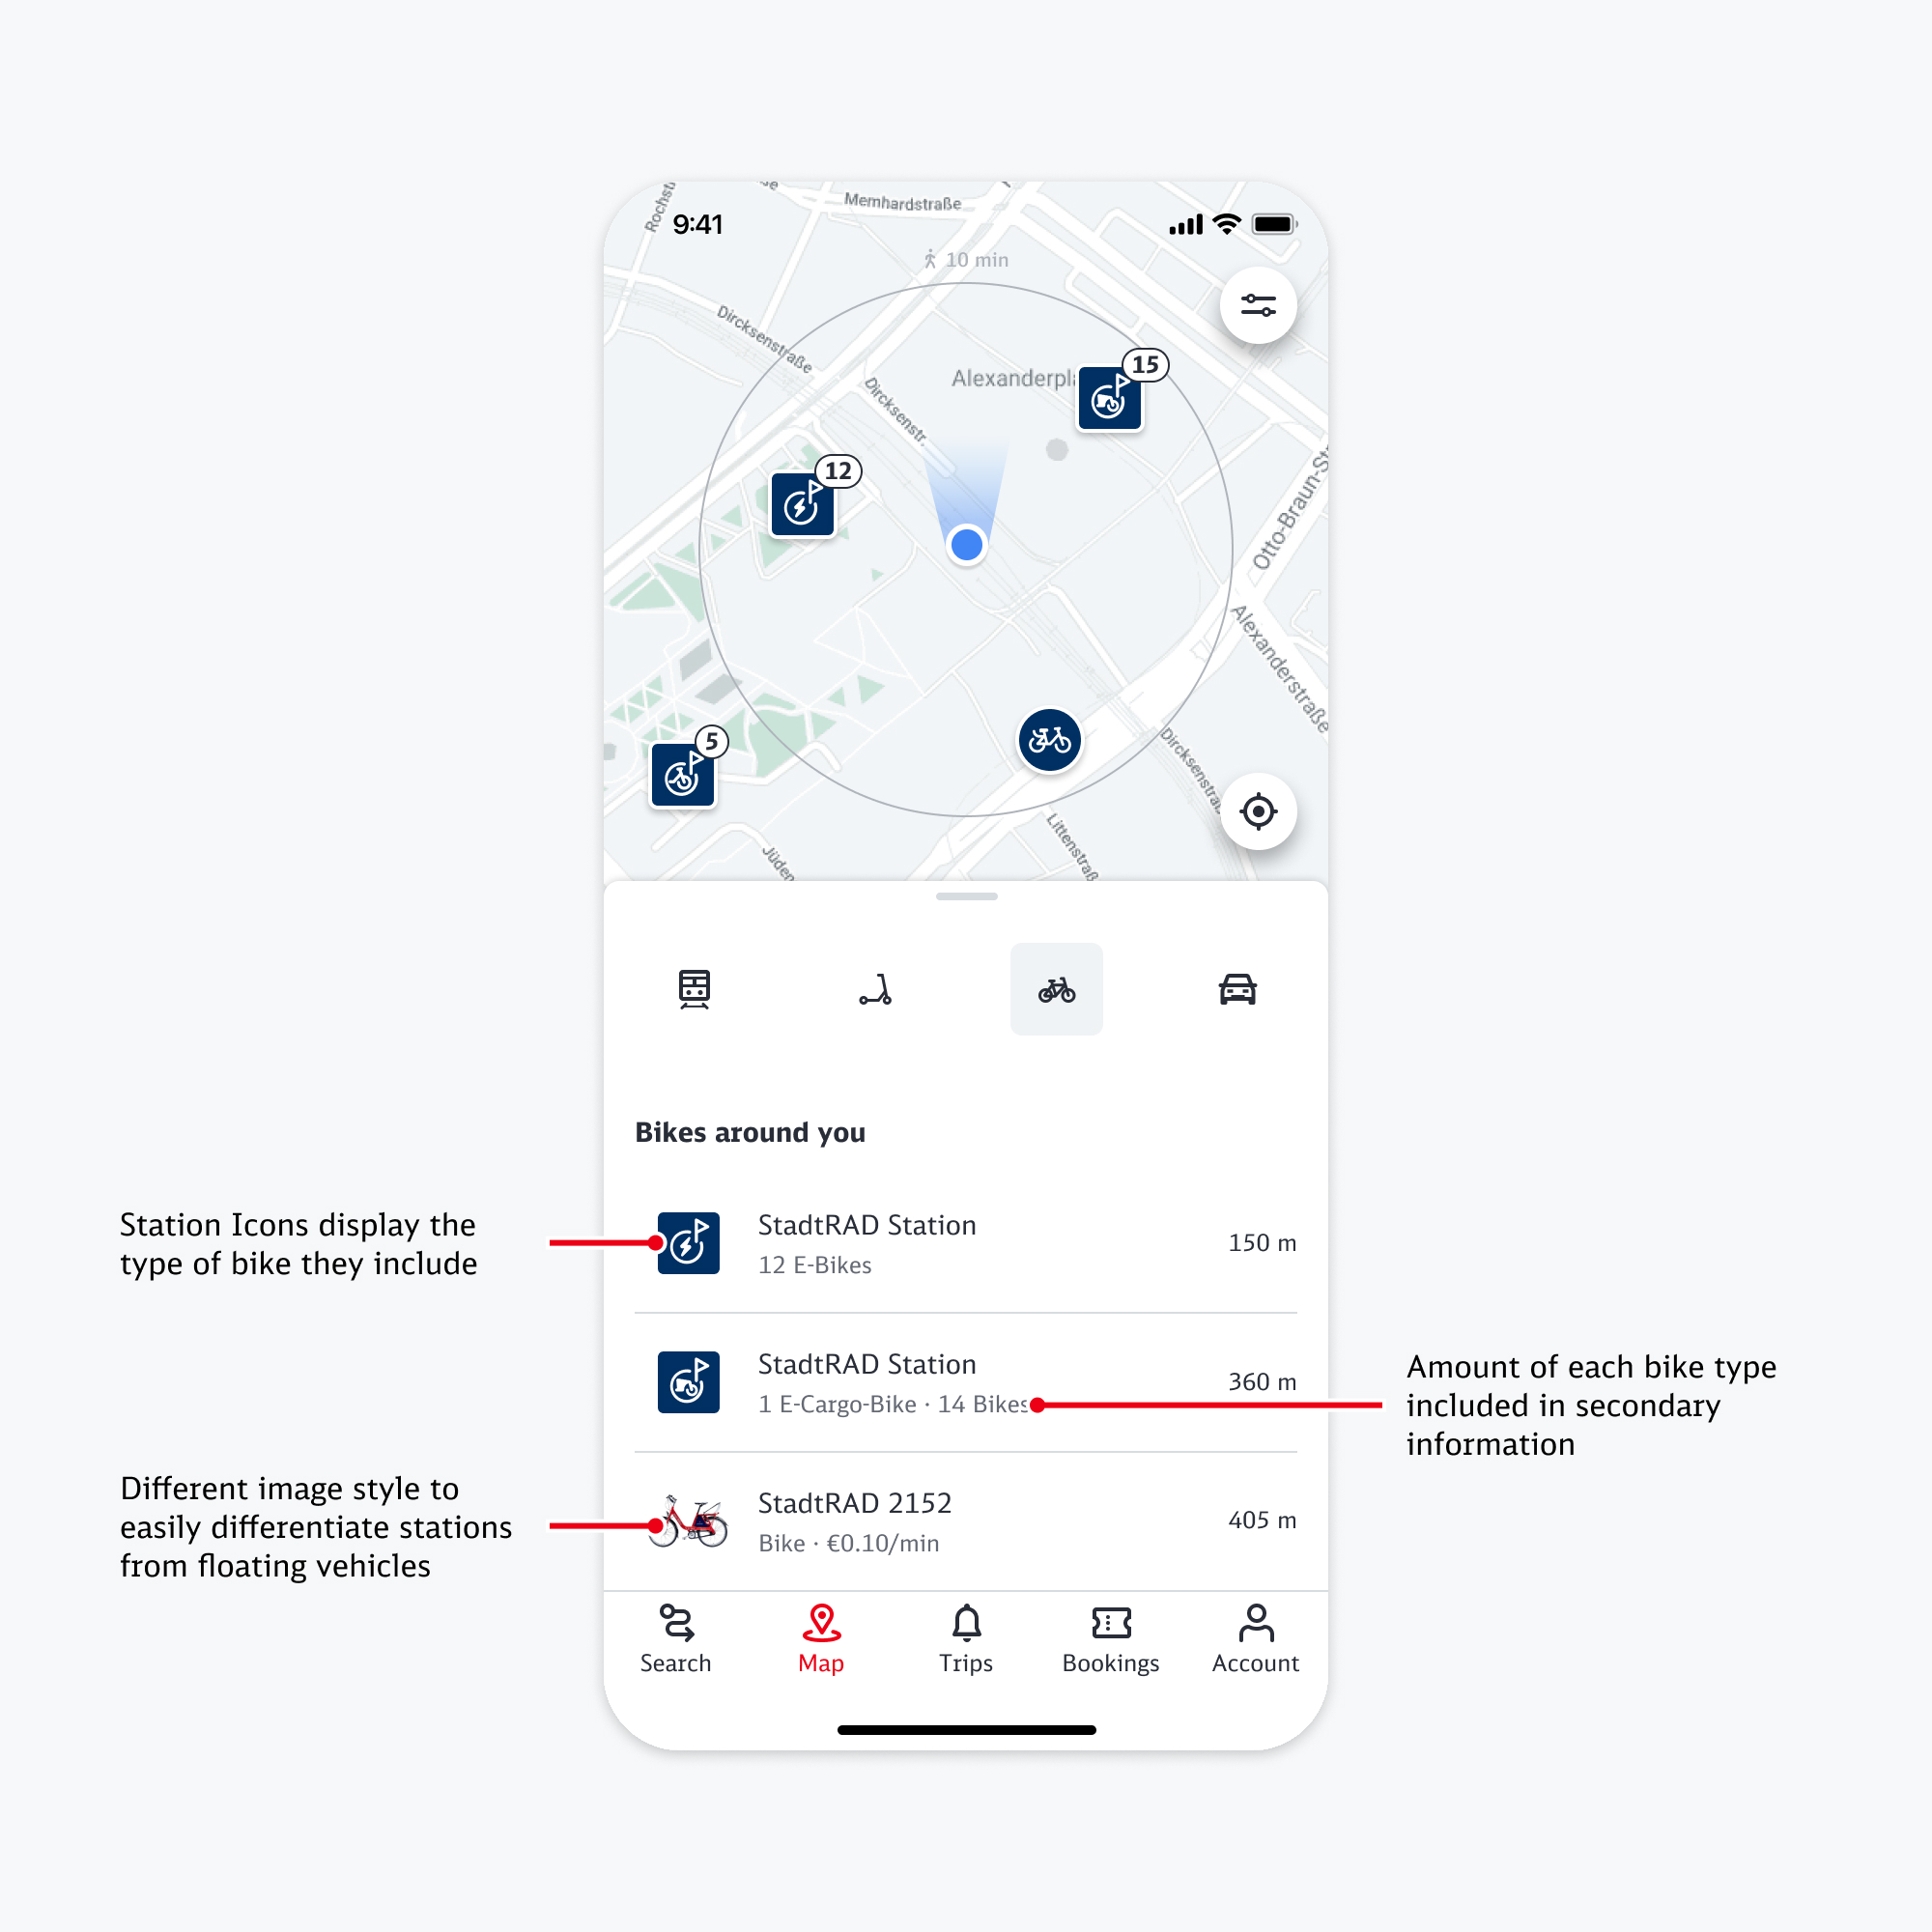 Memhardstraße
9:41
10 min
Dircksenstraße
Alexanderpla
15
Dircksenstr.
12
Otto-Braun-St
Alexanderstraße
5
Dircksenstraß
Littenstraß
Jüden
Bikes around you
Station Icons display the
type of bike they include
StadtRAD Station
12 E-Bikes
150 m
StadtRAD Station
1 E-Cargo-Bike · 14 Bikes
360 m
Amount of each bike type
included in secondary
information
Different image style to
easily differentiate stations
from floating vehicles
StadtRAD 2152
Bike · €0.10/min
405 m
Search
Map
Trips
Bookings
Account